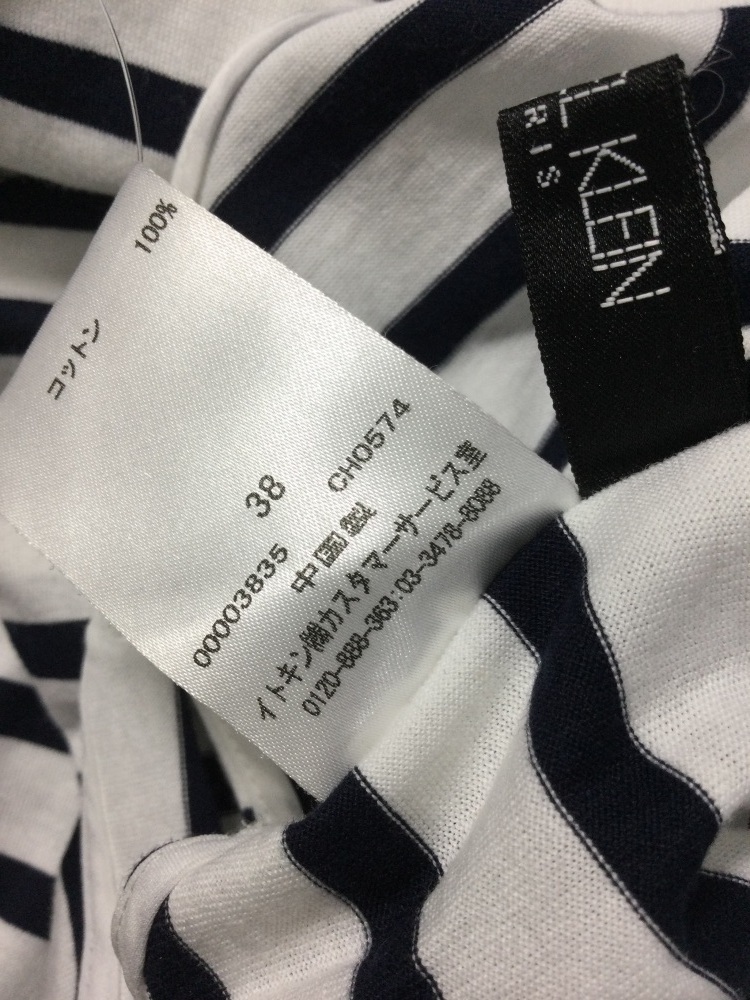 コットン 100%
38 CH0574
00003835 中国製
イトキン㈱カスタマーサービス室
0120-888-363:03-3478-8088
L KLEIN
RIS